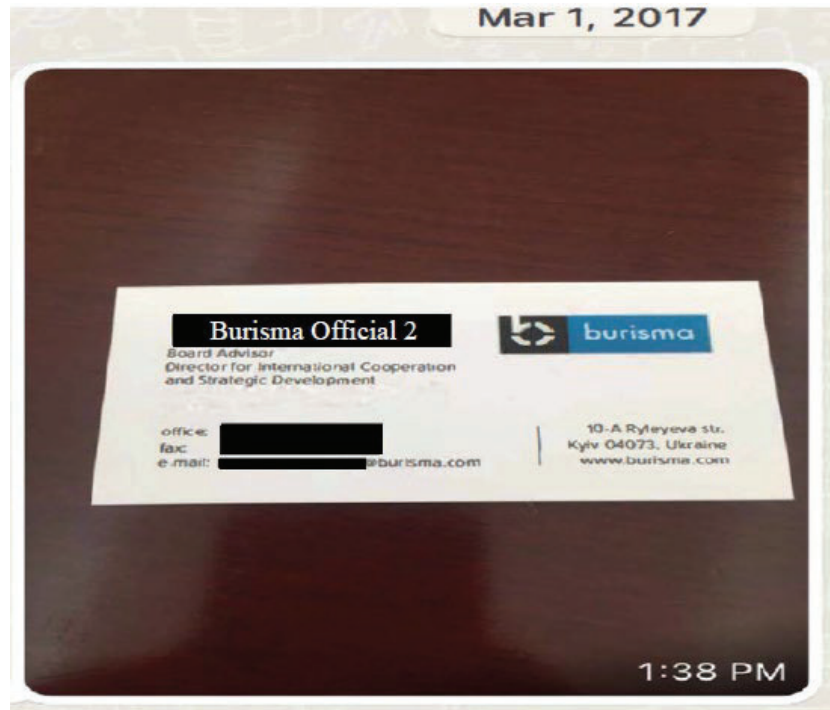 Mar 1, 2017
Burisma Official 2
burisma
Board Advisor
Director for International Cooperation
and Strategic Development
office:
fax:
e-mail: @burisma.com
10-A Ryleyeva str.
Kyiv 04073, Ukraine
www.burisma.com
1:38 PM